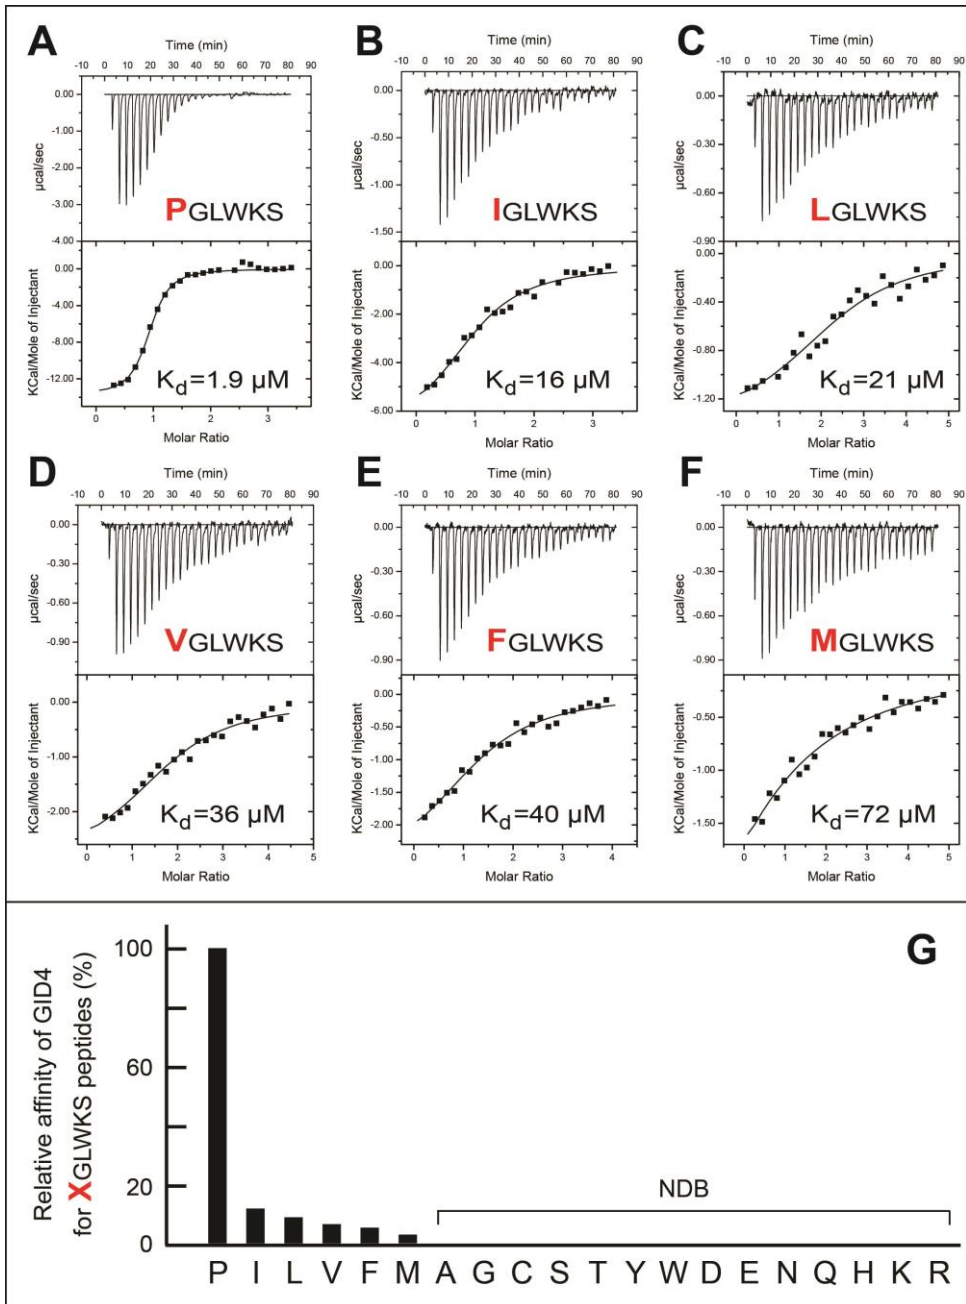 A
Time (min)
-10 0 10 20 30 40 50 60 70 80 90
0.00
-1.00
-2.00
-3.00
-4.00
µcal/sec
PGLWKS
0.00
-4.00
-8.00
-12.00
KCal/Mole of Injectant
Kd=1.9 µM
0 1 2 3
Molar Ratio
B
Time (min)
-10 0 10 20 30 40 50 60 70 80 90
0.00
-0.50
-1.00
-1.50
µcal/sec
IGLWKS
0.00
-2.00
-4.00
-6.00
KCal/Mole of Injectant
Kd=16 µM
0 1 2 3
Molar Ratio
C
Time (min)
-10 0 10 20 30 40 50 60 70 80 90
0.00
-0.30
-0.60
-0.90
µcal/sec
LGLWKS
-0.40
-0.80
-1.20
KCal/Mole of Injectant
Kd=21 µM
0 1 2 3 4 5
Molar Ratio
D
Time (min)
-10 0 10 20 30 40 50 60 70 80 90
0.00
-0.30
-0.60
-0.90
µcal/sec
VGLWKS
0.00
-1.00
-2.00
KCal/Mole of Injectant
Kd=36 µM
0 1 2 3 4 5
Molar Ratio
E
Time (min)
-10 0 10 20 30 40 50 60 70 80 90
0.00
-0.30
-0.60
-0.90
µcal/sec
FGLWKS
0.00
-0.50
-1.00
-1.50
-2.00
KCal/Mole of Injectant
Kd=40 µM
0 1 2 3 4
Molar Ratio
F
Time (min)
-10 0 10 20 30 40 50 60 70 80 90
0.00
-0.30
-0.60
-0.90
µcal/sec
MGLWKS
-0.50
-1.00
-1.50
KCal/Mole of Injectant
Kd=72 µM
0 1 2 3 4 5
Molar Ratio
G
Relative affinity of GID4
for XGLWKS peptides (%)
100
60
20
0
NDB
P I L V F M A G C S T Y W D E N Q H K R